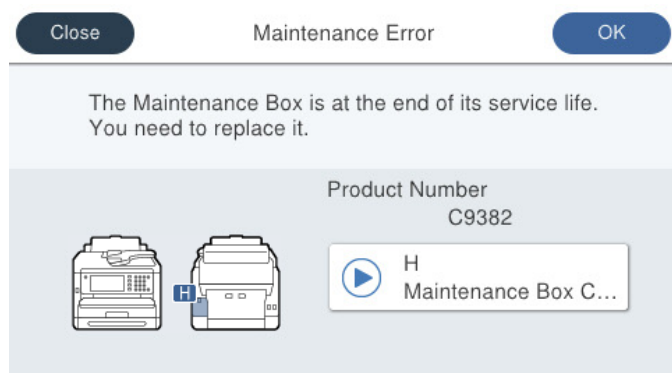 Close
Maintenance Error
OK
The Maintenance Box is at the end of its service life.
You need to replace it.
Product Number
C9382
H
H
Maintenance Box C...